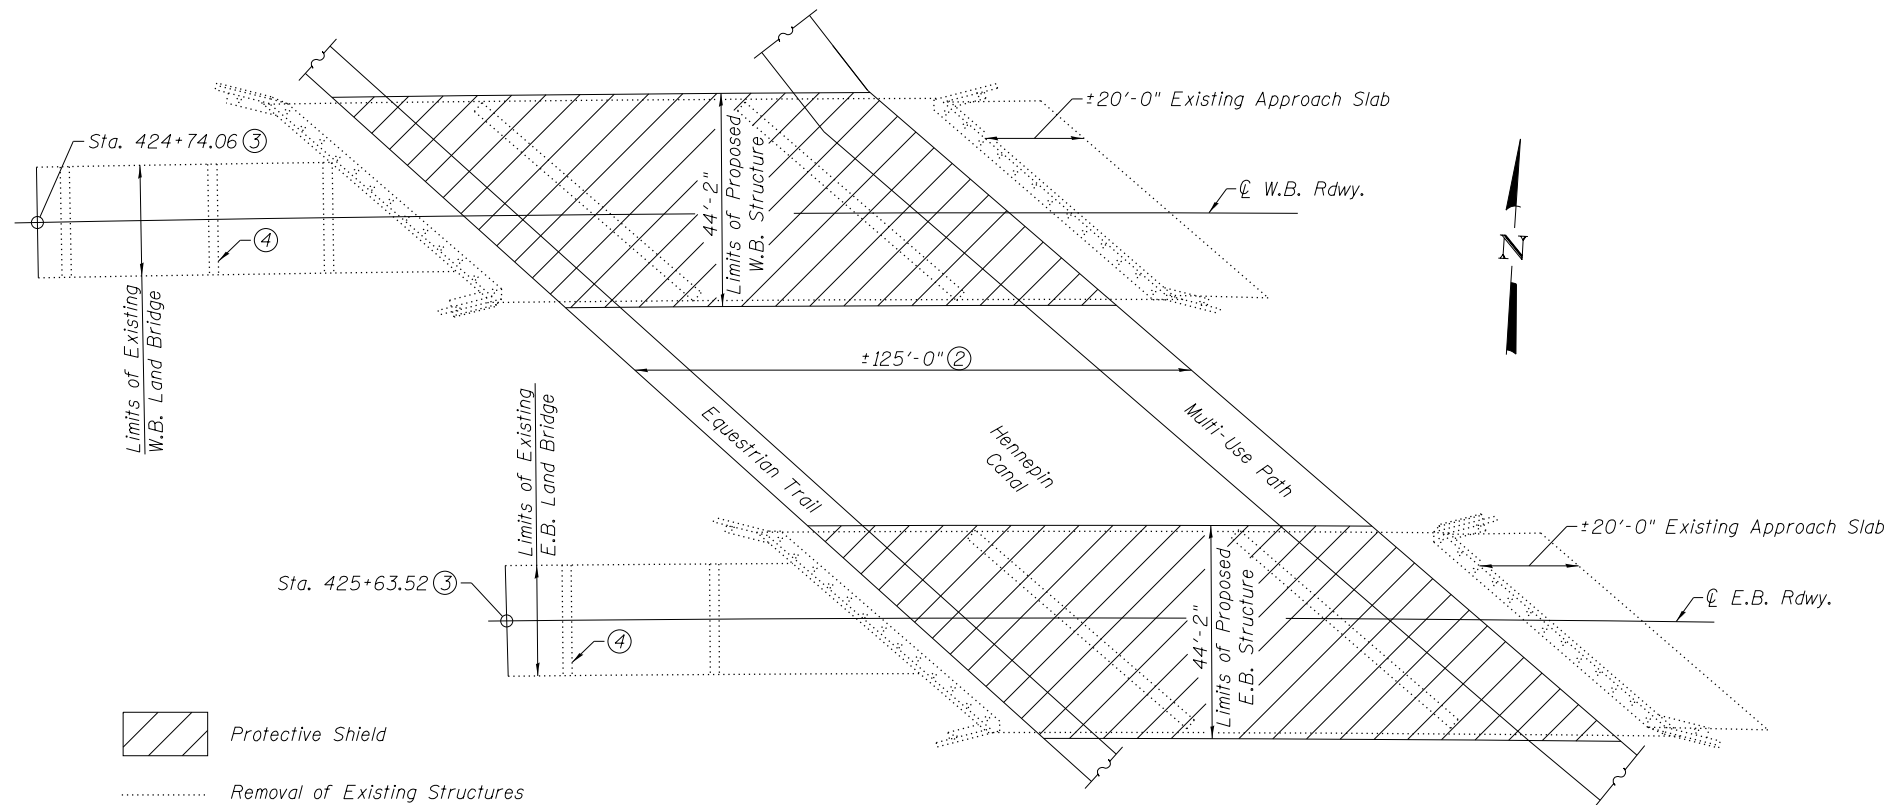 ±20'-0" Existing Approach Slab
Sta. 424+74.06 ③
℄ W.B. Rdwy.
④
44'-2"
Limits of Proposed
W.B. Structure
N
Limits of Existing
W.B. Land Bridge
±125'-0" ②
Limits of Existing
E.B. Land Bridge
Equestrian Trail
Hennepin
Canal
Multi-Use Path
±20'-0" Existing Approach Slab
Sta. 425+63.52 ③
℄ E.B. Rdwy.
④
44'-2"
Limits of Proposed
E.B. Structure
Protective Shield
Removal of Existing Structures